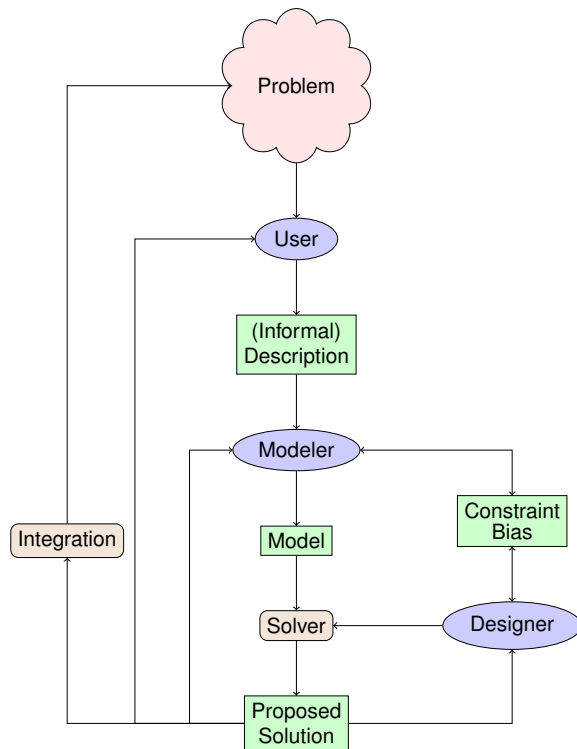 Problem
User
(Informal)
Description
Modeler
Constraint
Bias
Integration
Model
Solver
Designer
Proposed
Solution